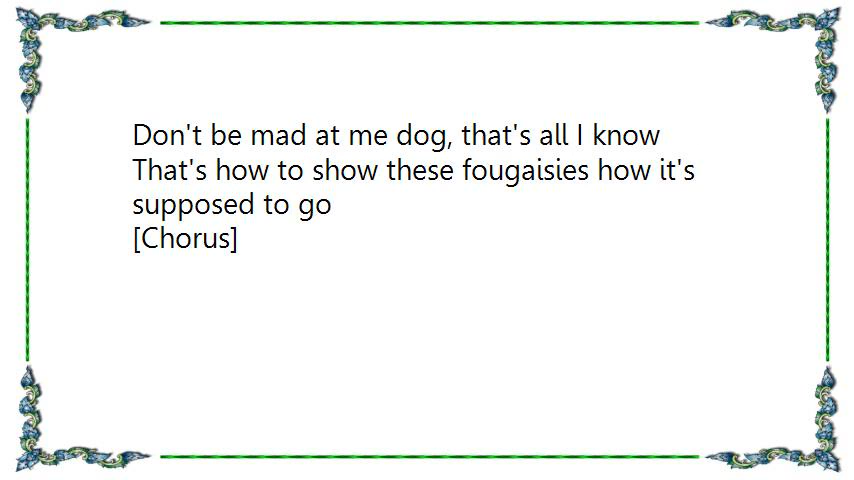 Don't be mad at me dog, that's all I know
That's how to show these fougaisies how it's
supposed to go
[Chorus]